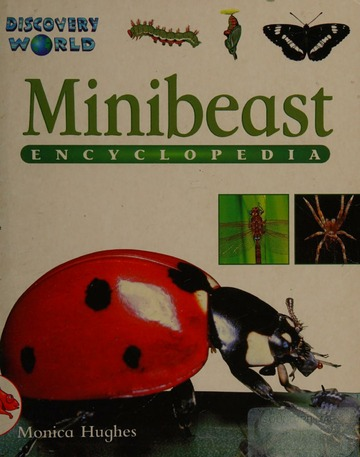 DISCOVERY
WORLD
Minibeast
ENCYCLOPEDIA
Monica Hughes